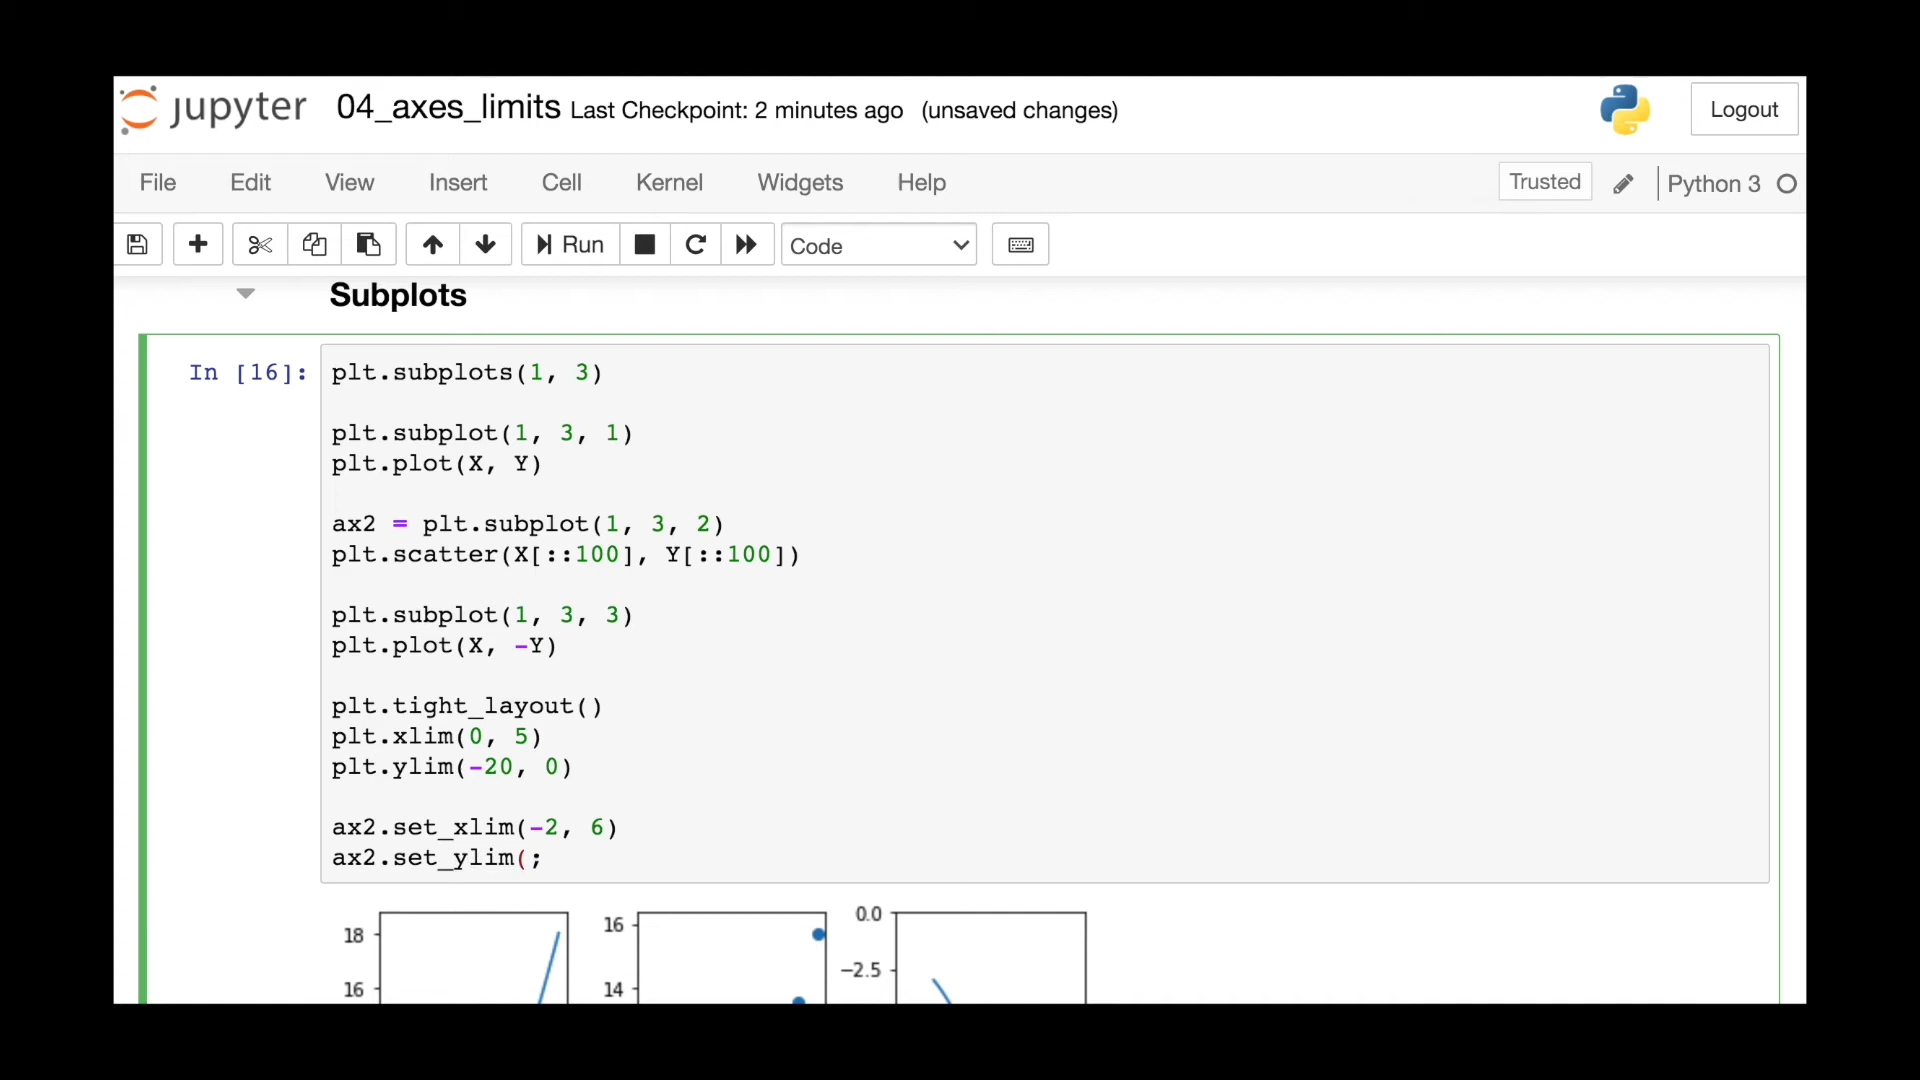 jupyter 04_axes_limits Last Checkpoint: 2 minutes ago (unsaved changes) Logout
File Edit View Insert Cell Kernel Widgets Help Trusted Python 3
Run Code
Subplots
In [16]: plt.subplots(1, 3)
plt.subplot(1, 3, 1)
plt.plot(X, Y)
ax2 = plt.subplot(1, 3, 2)
plt.scatter(X[::100], Y[::100])
plt.subplot(1, 3, 3)
plt.plot(X, -Y)
plt.tight_layout()
plt.xlim(0, 5)
plt.ylim(-20, 0)
ax2.set_xlim(-2, 6)
ax2.set_ylim(;
18 16 0.0
−2.5
16 14